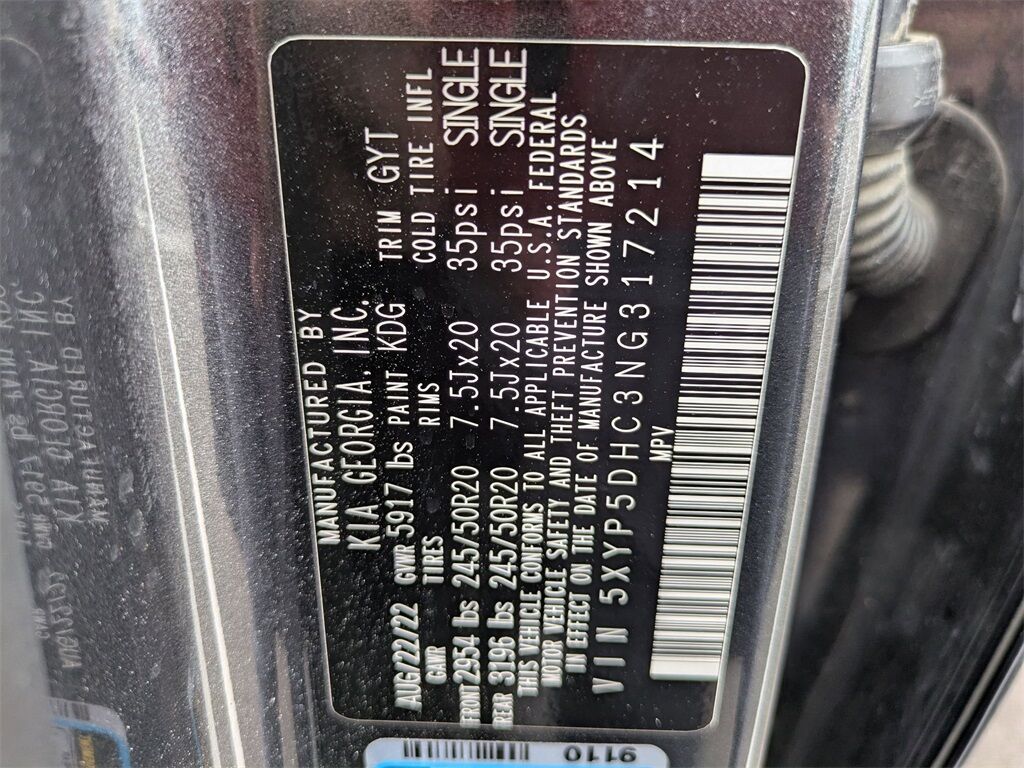 MANUFACTURED BY
KIA GEORGIA, INC.
AUG/22/22 GVWR 5917 lbs PAINT KDG TRIM GYT
GAWR TIRES RIMS COLD TIRE INFL
FRONT 2954 lbs 245/50R20 7.5Jx20 35psi SINGLE
REAR 3196 lbs 245/50R20 7.5Jx20 35psi SINGLE
THIS VEHICLE CONFORMS TO ALL APPLICABLE U.S.A. FEDERAL
MOTOR VEHICLE SAFETY AND THEFT PREVENTION STANDARDS
IN EFFECT ON THE DATE OF MANUFACTURE SHOWN ABOVE
VIN 5XYP5DHC3NG317214
MPV
9110